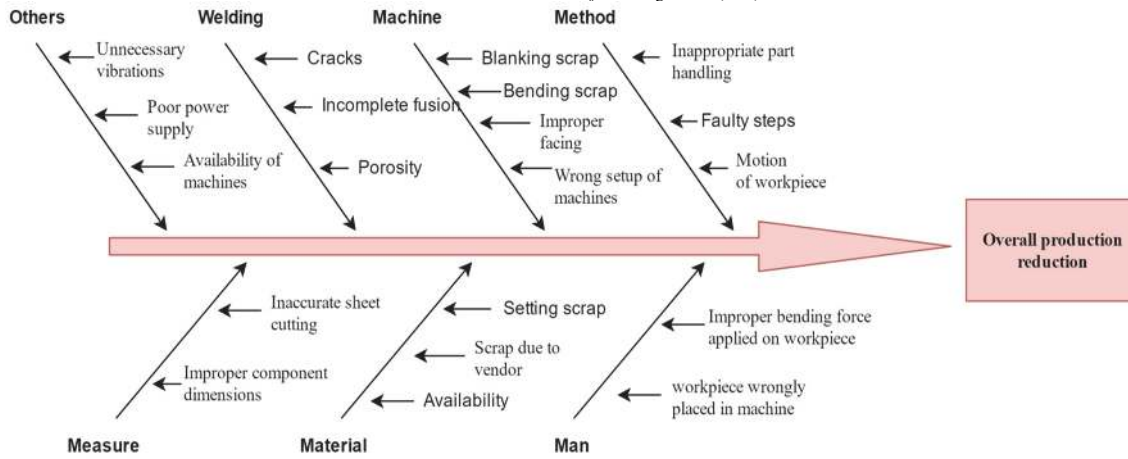 Others
Welding
Machine
Method
Unnecessary
vibrations
Poor power
supply
Availability of
machines
Cracks
Incomplete fusion
Porosity
Blanking scrap
Bending scrap
Improper
facing
Wrong setup of
machines
Inappropriate part
handling
Faulty steps
Motion
of workpiece
Overall production
reduction
Inaccurate sheet
cutting
Improper component
dimensions
Setting scrap
Scrap due to
vendor
Availability
Improper bending force
applied on workpiece
workpiece wrongly
placed in machine
Measure
Material
Man